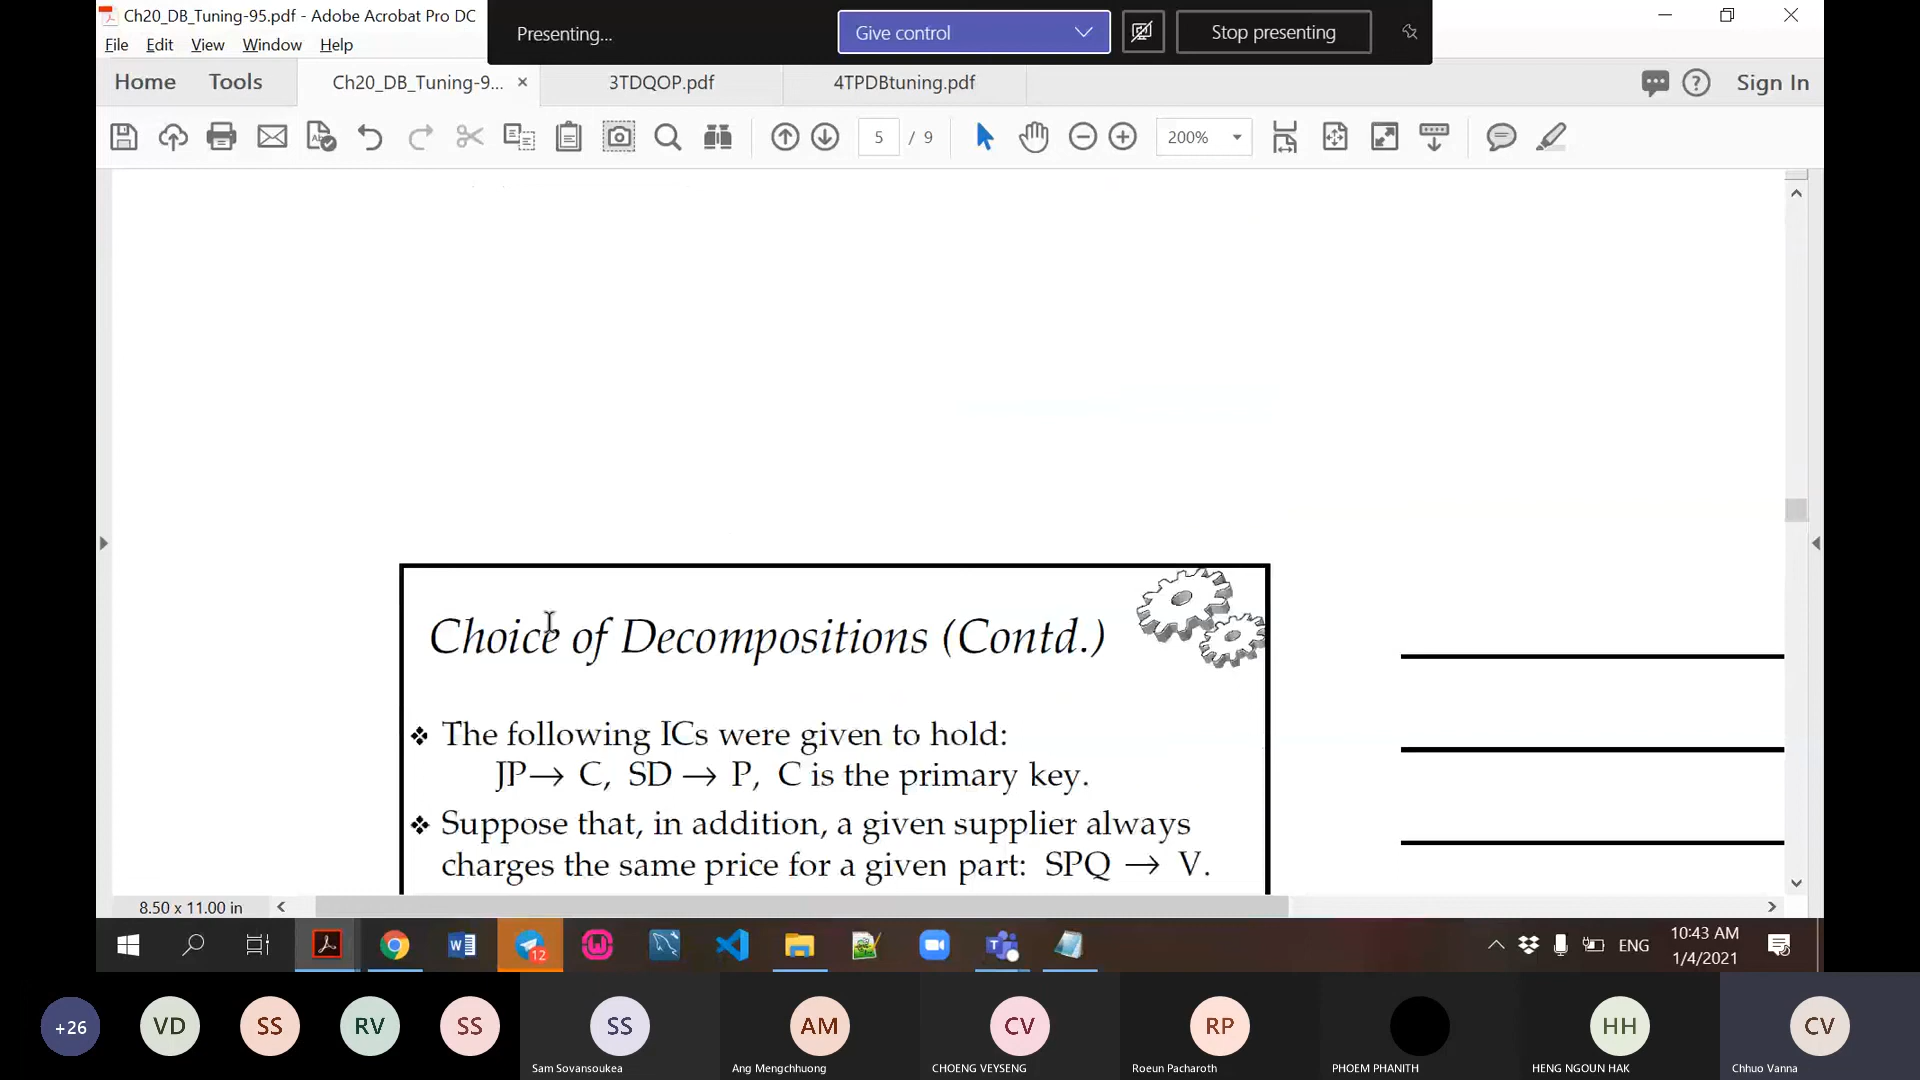 Ch20_DB_Tuning-95.pdf - Adobe Acrobat Pro DC
File Edit View Window Help
Presenting...
Give control
Stop presenting
Home Tools
Ch20_DB_Tuning-9... ×
3TDQOP.pdf
4TPDBtuning.pdf
Sign In
5 / 9
200%
Choice of Decompositions (Contd.)
❖ The following ICs were given to hold:
JP→ C, SD → P, C is the primary key.
❖ Suppose that, in addition, a given supplier always
charges the same price for a given part: SPQ → V.
8.50 x 11.00 in
12
ENG
10:43 AM
1/4/2021
+26
VD
SS
RV
SS
SS
AM
CV
RP
HH
CV
Sam Sovansoukea
Ang Mengchhuong
CHOENG VEYSENG
Roeun Pacharoth
PHOEM PHANITH
HENG NGOUN HAK
Chhuo Vanna